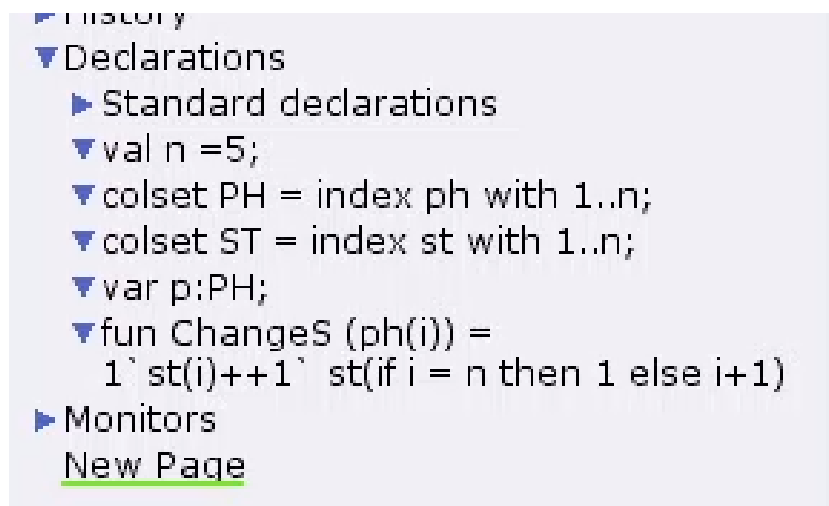 History
Declarations
Standard declarations
val n =5;
colset PH = index ph with 1..n;
colset ST = index st with 1..n;
var p:PH;
fun ChangeS (ph(i)) =
1`st(i)++1` st(if i = n then 1 else i+1)
Monitors
New Page